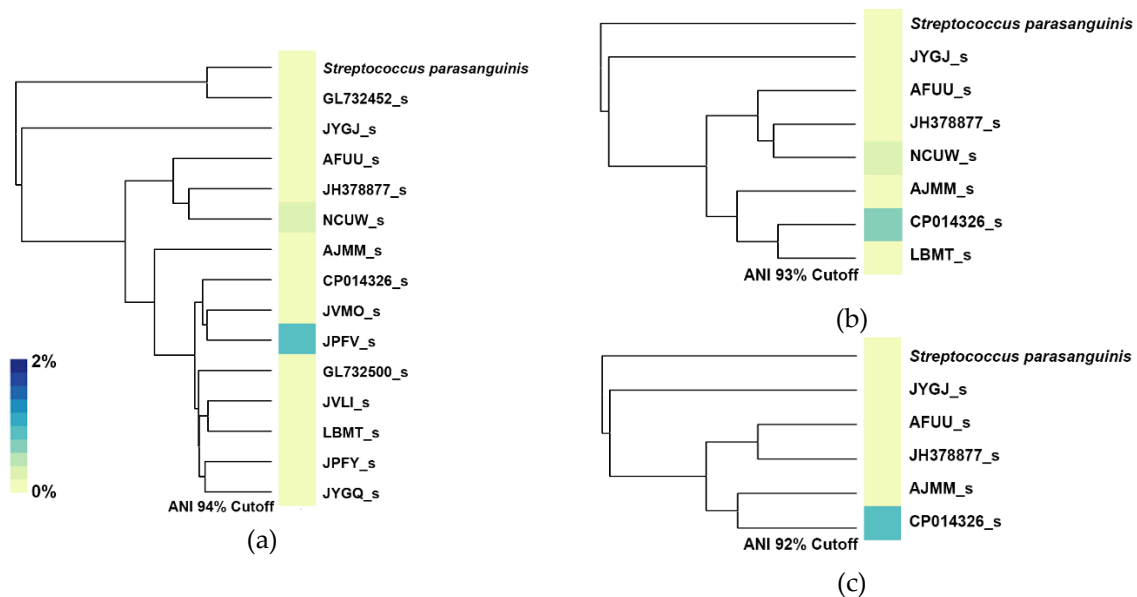 Streptococcus parasanguinis
GL732452_s
JYGJ_s
AFUU_s
JH378877_s
NCUW_s
AJMM_s
CP014326_s
JVMO_s
JPFV_s
GL732500_s
JVLI_s
LBMT_s
JPFY_s
JYGQ_s
2%
0%
ANI 94% Cutoff
(a)
Streptococcus parasanguinis
JYGJ_s
AFUU_s
JH378877_s
NCUW_s
AJMM_s
CP014326_s
LBMT_s
ANI 93% Cutoff
(b)
Streptococcus parasanguinis
JYGJ_s
AFUU_s
JH378877_s
AJMM_s
CP014326_s
ANI 92% Cutoff
(c)